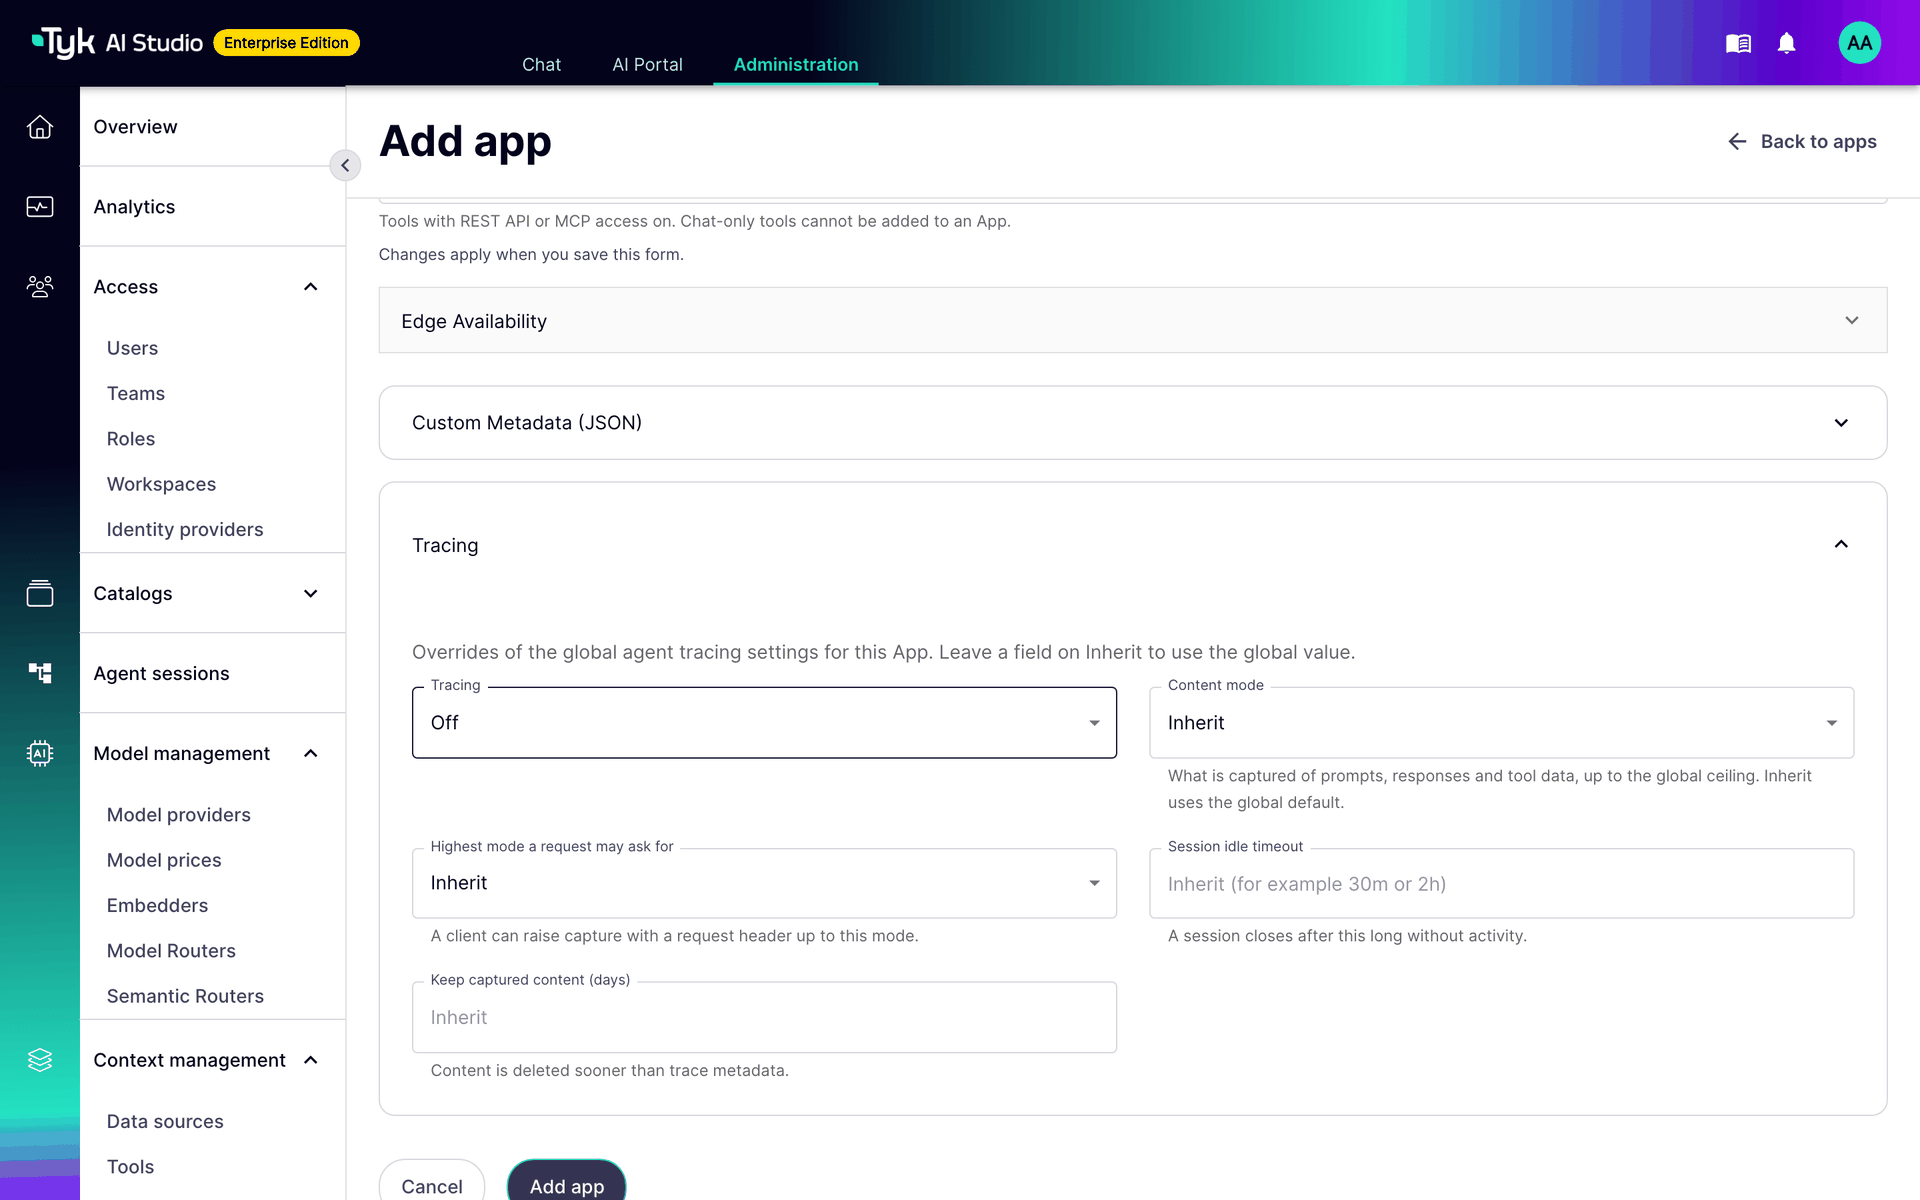 Tyk AI Studio Enterprise Edition
Chat
AI Portal
Administration
AA
Overview
Analytics
Access
Users
Teams
Roles
Workspaces
Identity providers
Catalogs
Agent sessions
Model management
Model providers
Model prices
Embedders
Model Routers
Semantic Routers
Context management
Data sources
Tools
AI
Add app
Back to apps
Tools with REST API or MCP access on. Chat-only tools cannot be added to an App.
Changes apply when you save this form.
Edge Availability
Custom Metadata (JSON)
Tracing
Overrides of the global agent tracing settings for this App. Leave a field on Inherit to use the global value.
Tracing
Off
Content mode
Inherit
What is captured of prompts, responses and tool data, up to the global ceiling. Inherit
uses the global default.
Highest mode a request may ask for
Inherit
A client can raise capture with a request header up to this mode.
Session idle timeout
Inherit (for example 30m or 2h)
A session closes after this long without activity.
Keep captured content (days)
Inherit
Content is deleted sooner than trace metadata.
Cancel
Add app